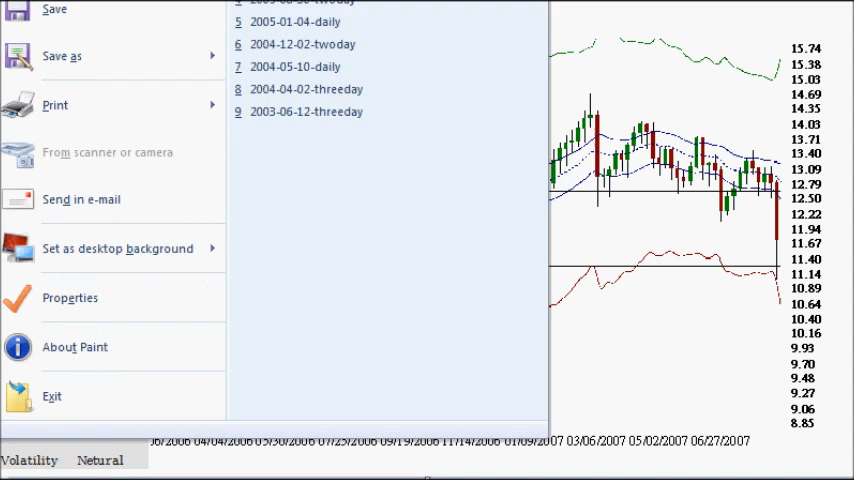 Save
Save as
Print
From scanner or camera
Send in e-mail
Set as desktop background
Properties
About Paint
Exit
5 2005-01-04-daily
6 2004-12-02-twoday
7 2004-05-10-daily
8 2004-04-02-threeday
9 2003-06-12-threeday
15.74
15.38
15.03
14.69
14.35
14.03
13.71
13.40
13.09
12.79
12.50
12.22
11.94
11.67
11.40
11.14
10.89
10.64
10.40
10.16
9.93
9.70
9.48
9.27
9.06
8.85
04/04/2006 05/30/2006 07/25/2006 09/19/2006 11/14/2006 01/09/2007 03/06/2007 05/02/2007 06/27/2007
Volatility Netural